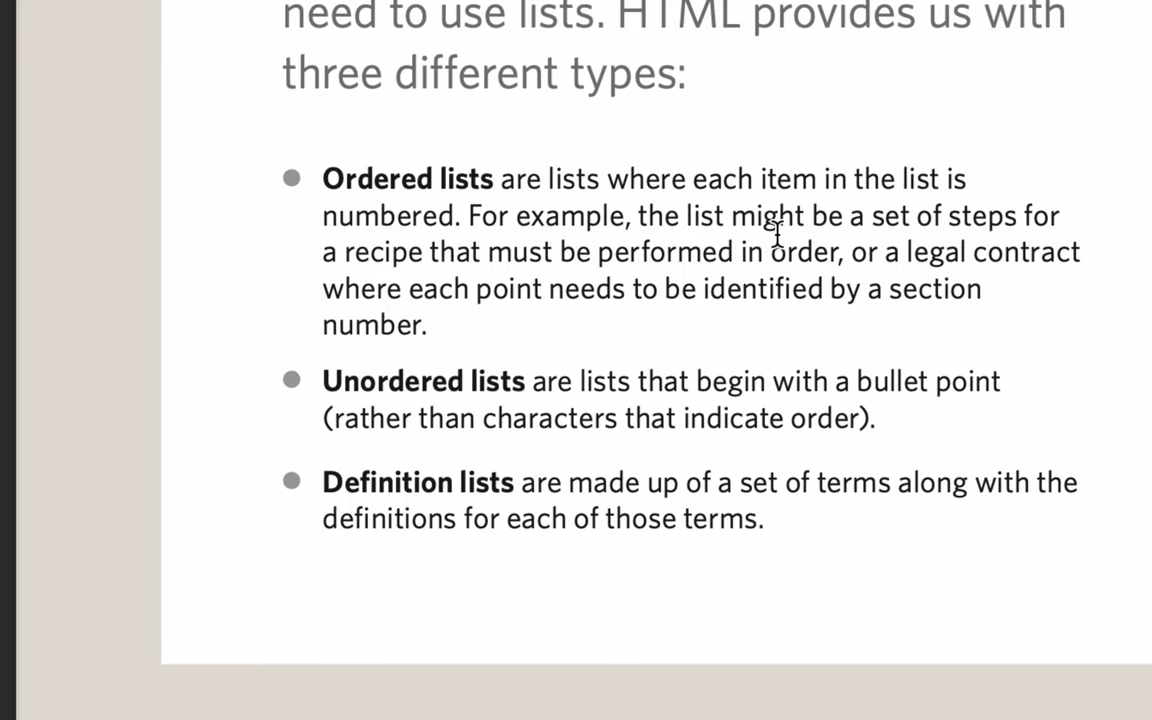 need to use lists. HTML provides us with
three different types:
Ordered lists are lists where each item in the list is
numbered. For example, the list might be a set of steps for
a recipe that must be performed in order, or a legal contract
where each point needs to be identified by a section
number.
Unordered lists are lists that begin with a bullet point
(rather than characters that indicate order).
Definition lists are made up of a set of terms along with the
definitions for each of those terms.